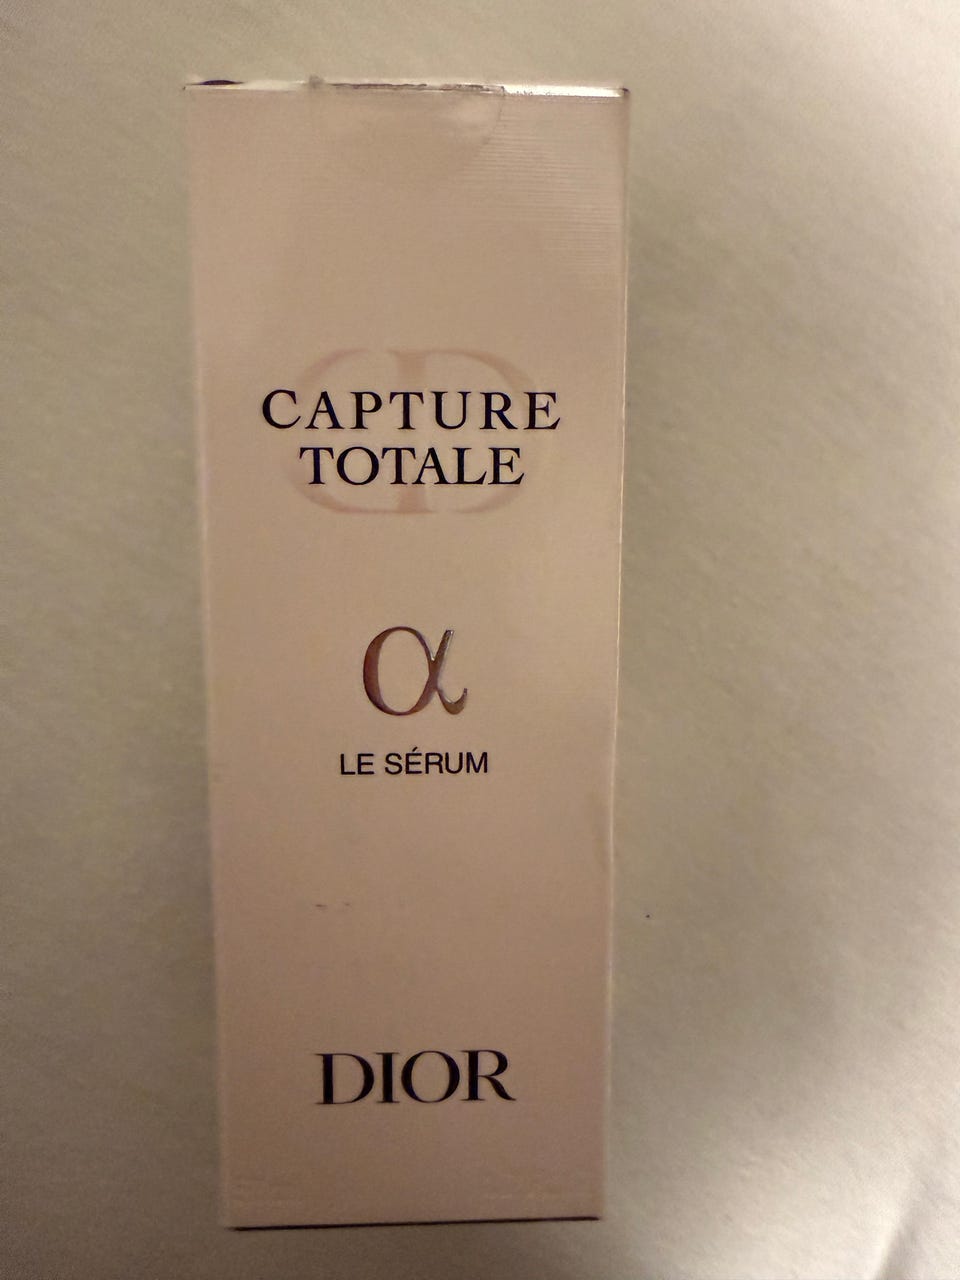 CAPTURE
TOTALE
α
LE SÉRUM
DIOR